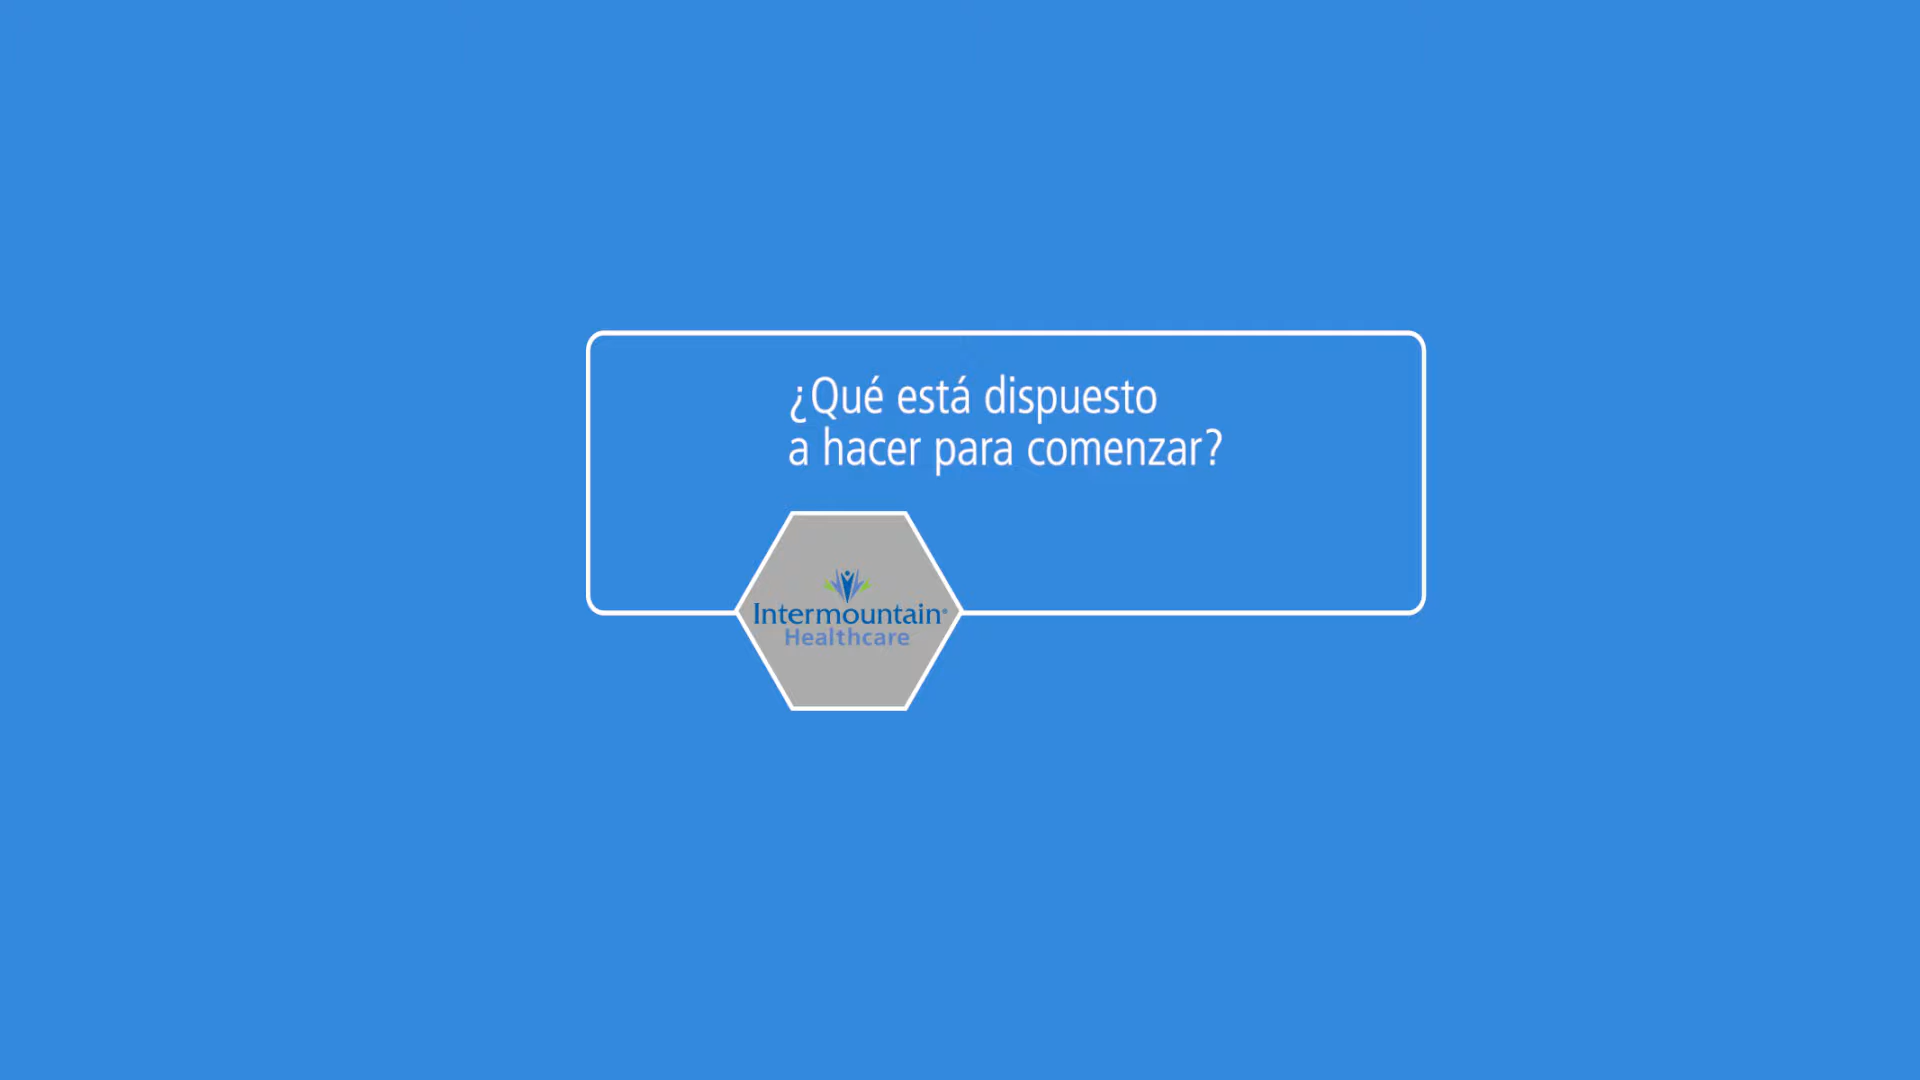 ¿Qué está dispuesto
a hacer para comenzar?
Intermountain®
Healthcare